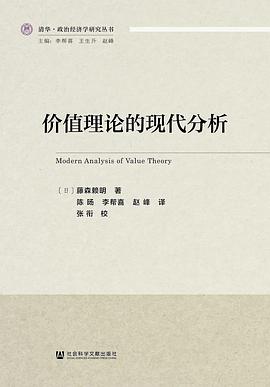 清华·政治经济学研究丛书
主编：李帮喜 王生升 赵峰
价值理论的现代分析
Modern Analysis of Value Theory
〔日〕藤森赖明 著
陈旸 李帮喜 赵峰 译
张衔 校
社会科学文献出版社